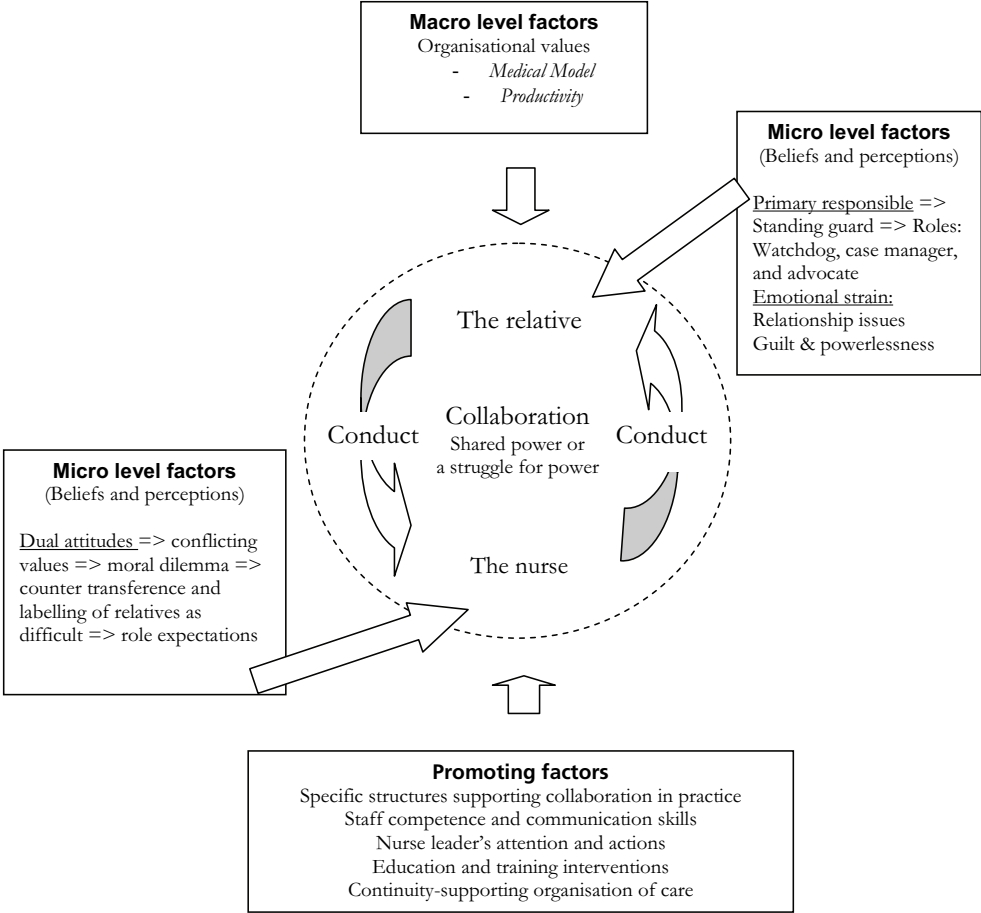 Macro level factors
Organisational values
- Medical Model
- Productivity
Micro level factors
(Beliefs and perceptions)
Primary responsible =>
Standing guard => Roles:
Watchdog, case manager,
and advocate
Emotional strain:
Relationship issues
Guilt & powerlessness
The relative
Collaboration
Shared power or
a struggle for power
Conduct
Conduct
The nurse
Micro level factors
(Beliefs and perceptions)
Dual attitudes => conflicting
values => moral dilemma =>
counter transference and
labelling of relatives as
difficult => role expectations
Promoting factors
Specific structures supporting collaboration in practice
Staff competence and communication skills
Nurse leader's attention and actions
Education and training interventions
Continuity-supporting organisation of care